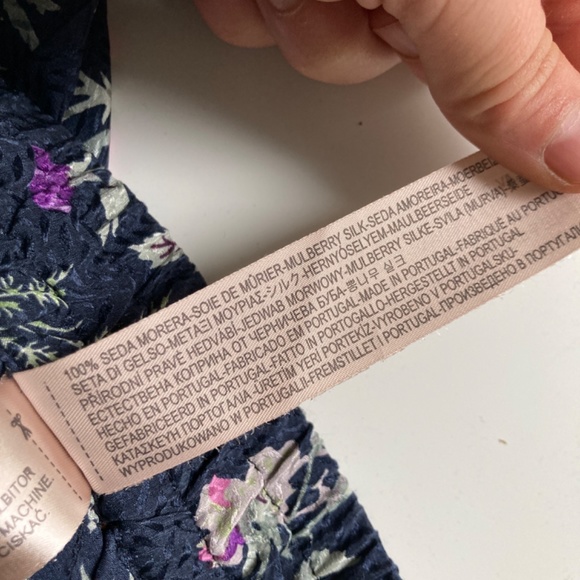 100% SEDA MORERA-SOIE DE MÛRIER-MULBERRY SILK-SEDA AMOREIRA-MOERBEIZ
SETA DI GELSO-ΜΕΤΑΞΙ ΜΟΥΡΙΑΣ-シルク-HERNYÓSELYEM-MAULBEERSEIDE
PŘÍRODNÍ PRAVÉ HEDVÁBÍ-JEDWAB MORWOWY-MULBERRY SILKE-SVILA (MURVA)-
ЕСТЕСТВЕНА КОПРИНА ОТ ЧЕРНИЧЕВА БУБА-뽕나무 실크
HECHO EN PORTUGAL-FABRICADO EM PORTUGAL-MADE IN PORTUGAL-FABRIQUÉ AU PORTUGAL
GEFABRICEERD IN PORTUGAL-FATTO IN PORTOGALLO-HERGESTELLT IN PORTUGAL
ΚΑΤΑΣΚΕΥΗ ΠΟΡΤΟΓΑΛΙΑ-ÜRETİM YERİ PORTEKİZ-VYROBENO V PORTUGALSKU-
WYPRODUKOWANO W PORTUGALII-FREMSTILLET I PORTUGAL-ПРОИЗВЕДЕНО В ПОРТУГАЛ
LBITOR
MACHINE.
CISKAĆ.